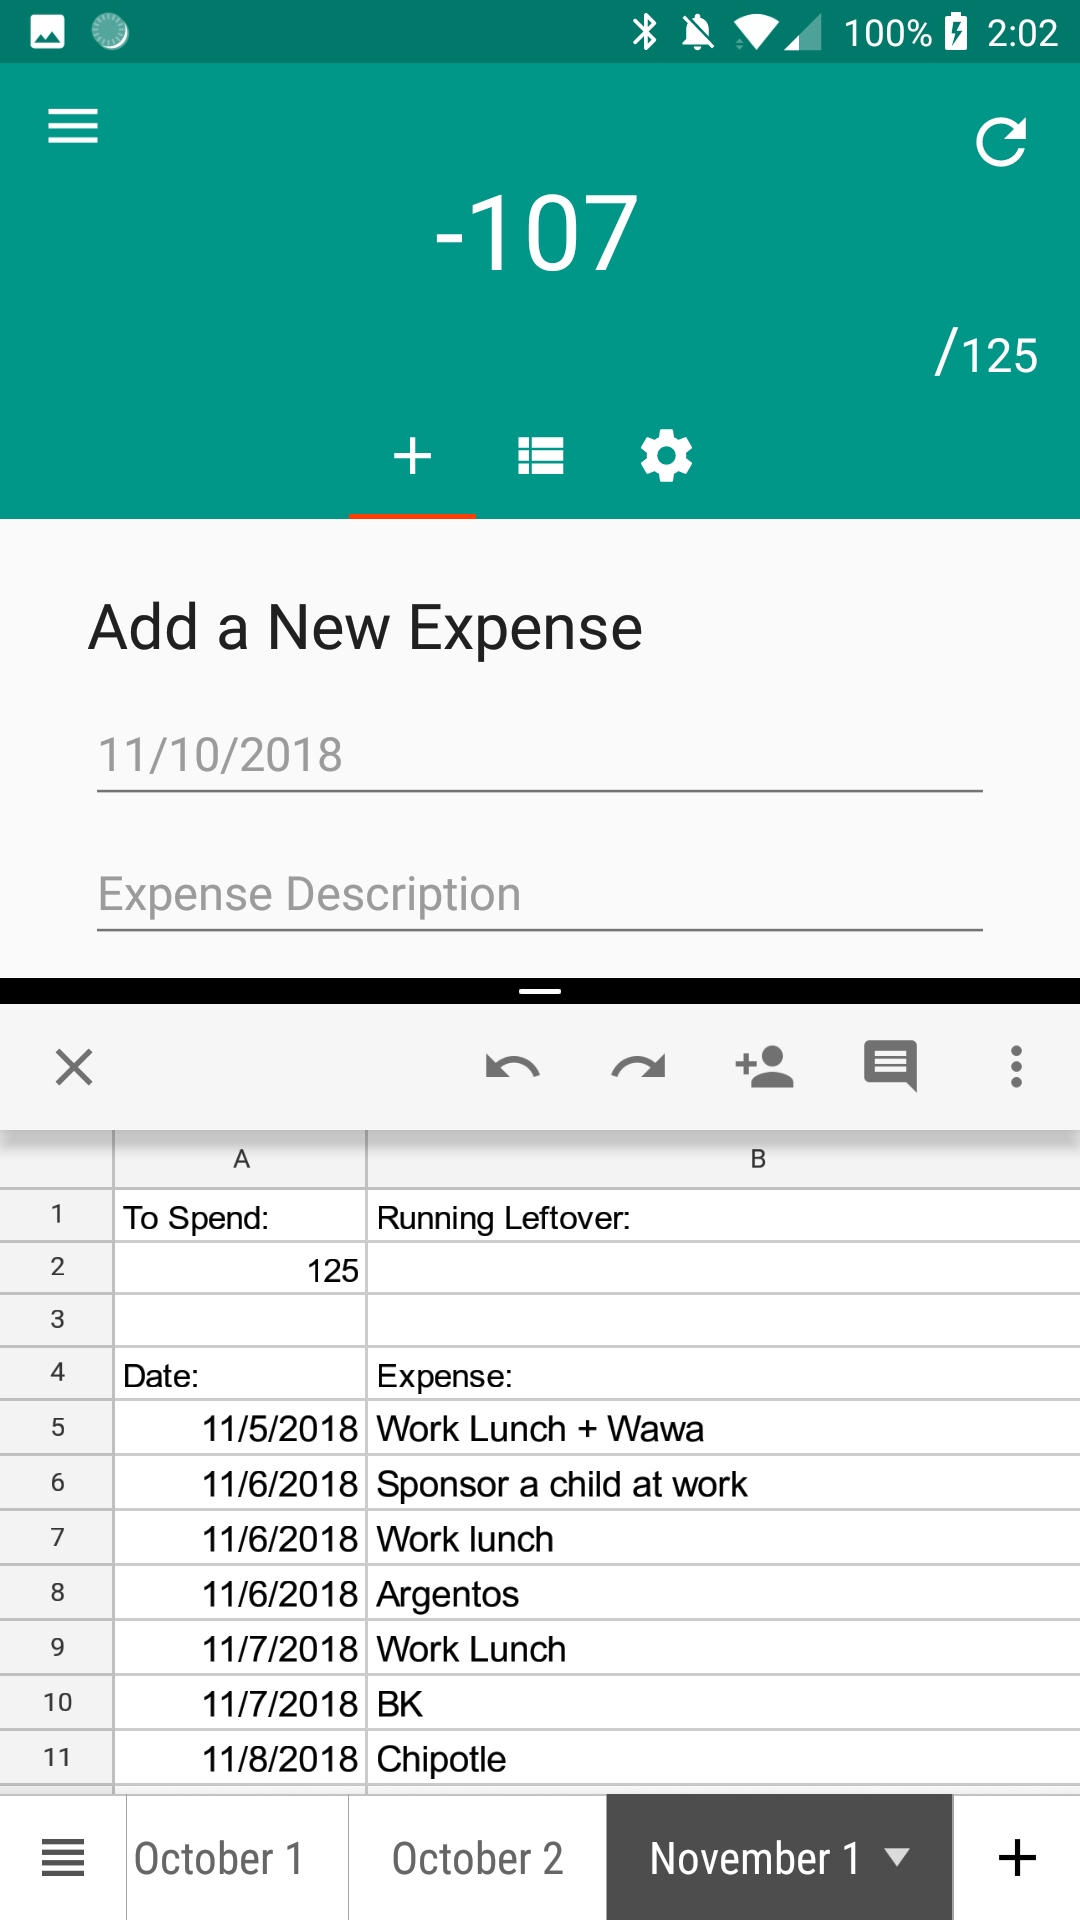 100% 2:02
-107
/125
Add a New Expense
11/10/2018
Expense Description
A B
1 To Spend: Running Leftover:
2 125
3
4 Date: Expense:
5 11/5/2018 Work Lunch + Wawa
6 11/6/2018 Sponsor a child at work
7 11/6/2018 Work lunch
8 11/6/2018 Argentos
9 11/7/2018 Work Lunch
10 11/7/2018 BK
11 11/8/2018 Chipotle
October 1 October 2 November 1